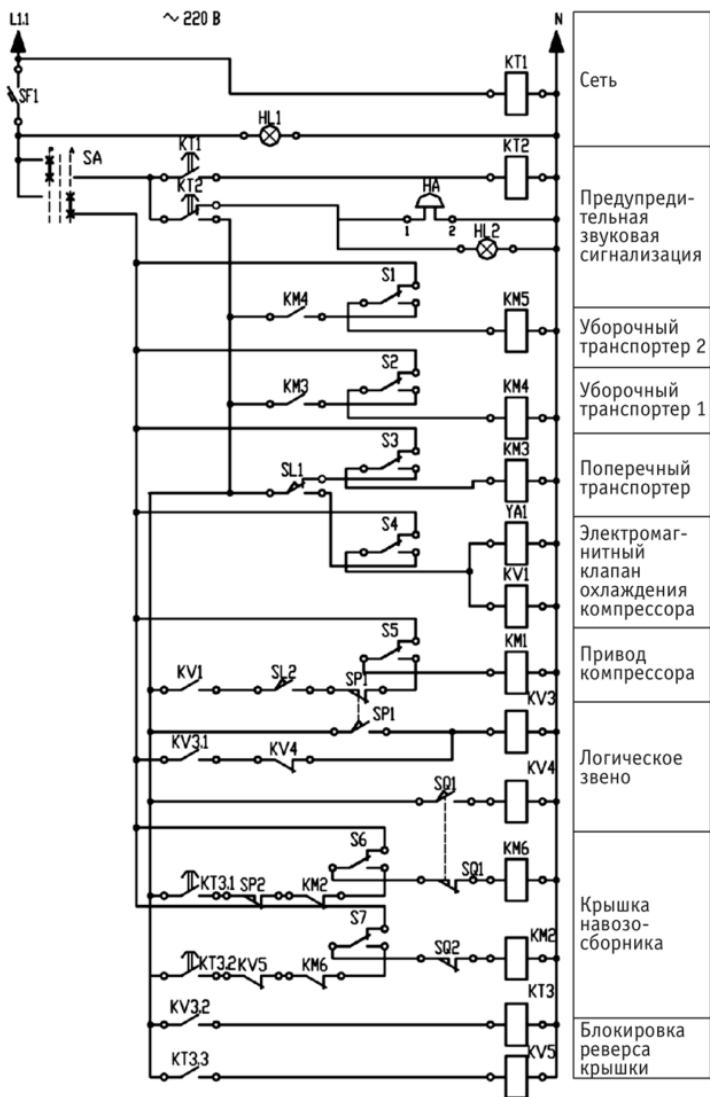 L1.1 ~ 220 В N
KT1 Сеть
SF1
HL1
SA Р А KT1 KT2
KT2 HA
1 2
HL2
Предупреди-
тельная
звуковая
сигнализация
S1
KM4 KM5
Уборочный
транспортер 2
S2
KM3 KM4
Уборочный
транспортер 1
S3
SL1 KM3
Поперечный
транспортер
S4 YA1
KV1
Электромаг-
нитный
клапан
охлаждения
компрессора
S5 KM1
KV1 SL2 SP1
Привод
компрессора
SP1 KV3
KV3.1 KV4
SQ1 KV4
Логическое
звено
S6 KM6
KT3.1 SP2 KM2 SQ1
S7 KM2
KT3.2 KV5 KM6 SQ2
Крышка
навозо-
сборника
KV3.2 KT3
KT3.3 KV5
Блокировка
реверса
крышки